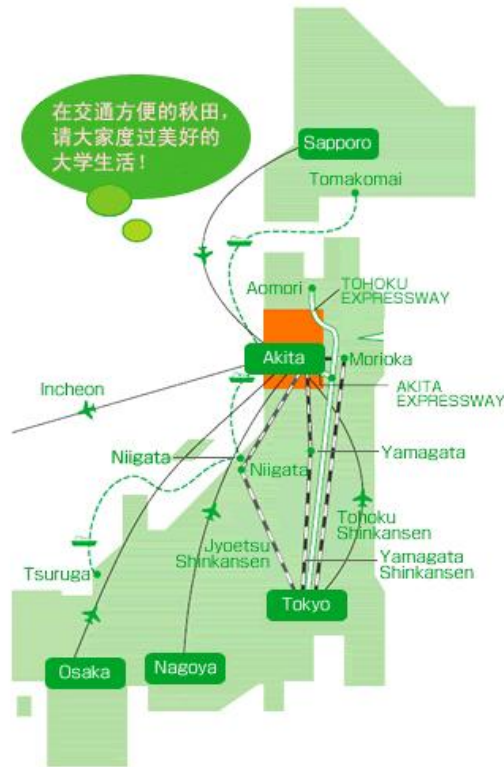 在交通方便的秋田，
请大家度过美好的
大学生活！
Sapporo
Tomakomai
Aomori
TOHOKU
EXPRESSWAY
Akita
Morioka
Incheon
AKITA
EXPRESSWAY
Niigata
Niigata
Yamagata
Tohoku
Shinkansen
Jyoetsu
Shinkansen
Yamagata
Shinkansen
Tsuruga
Tokyo
Osaka
Nagoya